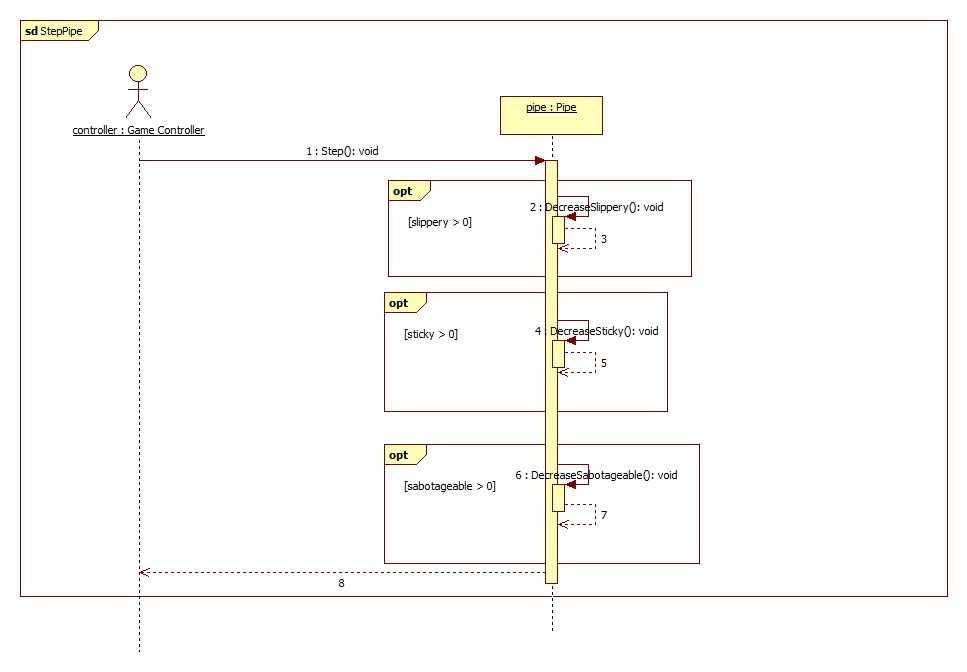 sd StepPipe
controller : Game Controller
pipe : Pipe
1 : Step(): void
opt
[slippery > 0]
2 : DecreaseSlippery(): void
3
opt
[sticky > 0]
4 : DecreaseSticky(): void
5
opt
[sabotageable > 0]
6 : DecreaseSabotageable(): void
7
8